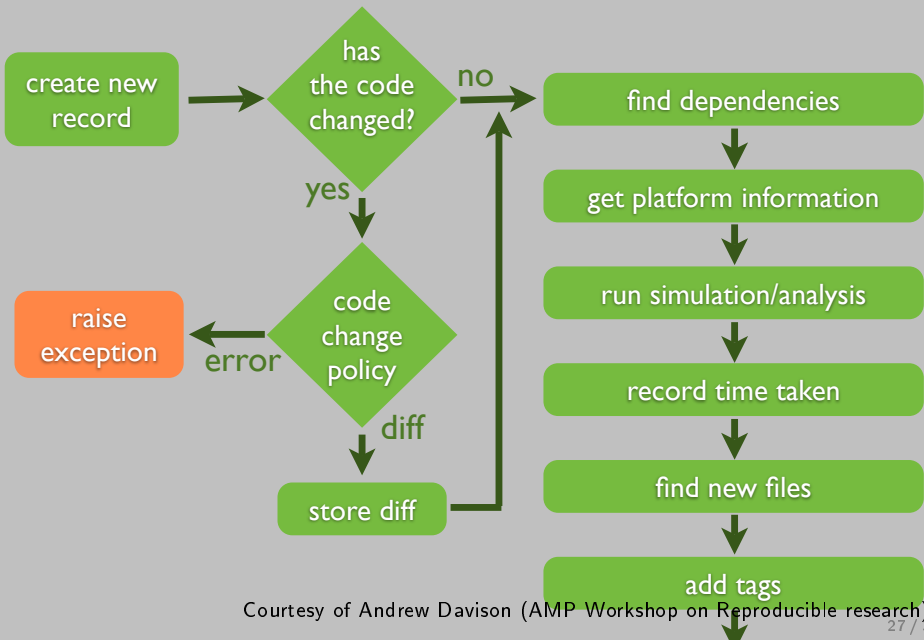 create new
record
has
the code
changed?
no
yes
code
change
policy
error
raise
exception
diff
store diff
find dependencies
get platform information
run simulation/analysis
record time taken
find new files
add tags
Courtesy of Andrew Davison (AMP Workshop on Reproducible research)
27 /